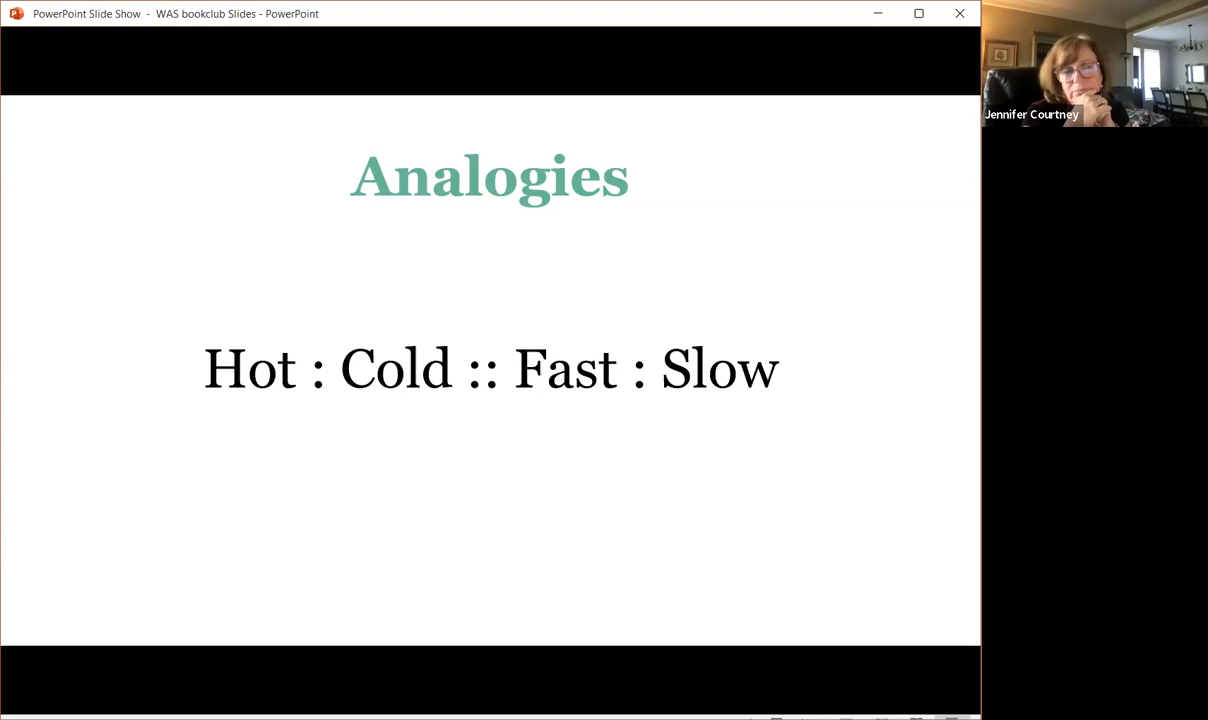 PowerPoint Slide Show - WAS bookclub Slides - PowerPoint
Jennifer Courtney
Analogies
Hot : Cold :: Fast : Slow